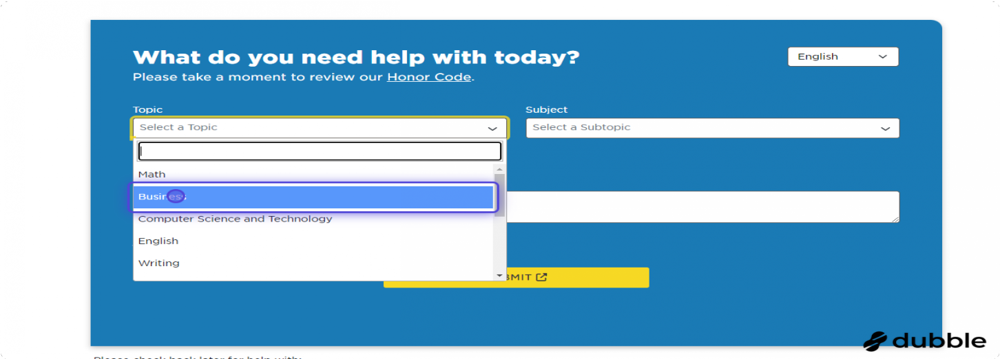 What do you need help with today?
English
Please take a moment to review our Honor Code.
Topic
Subject
Select a Topic
Select a Subtopic
Math
Business
Computer Science and Technology
English
Writing
BMIT
dubble
Please check back later for help with: